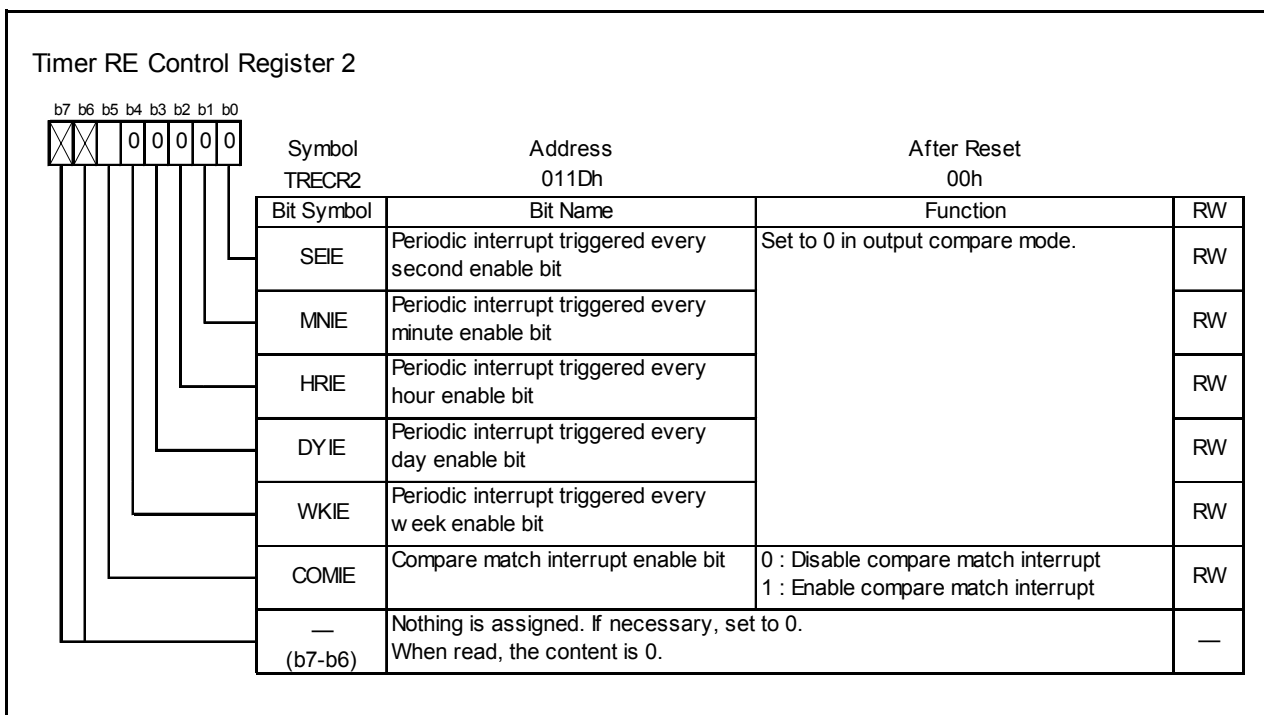 Timer RE Control Register 2
b7 b6 b5 b4 b3 b2 b1 b0
0 0 0 0 0
Symbol Address After Reset
TRECR2 011Dh 00h
Bit Symbol Bit Name Function RW
SEIE Periodic interrupt triggered every second enable bit Set to 0 in output compare mode. RW
MNIE Periodic interrupt triggered every minute enable bit RW
HRIE Periodic interrupt triggered every hour enable bit RW
DYIE Periodic interrupt triggered every day enable bit RW
WKIE Periodic interrupt triggered every week enable bit RW
COMIE Compare match interrupt enable bit 0 : Disable compare match interrupt
1 : Enable compare match interrupt RW
— (b7-b6) Nothing is assigned. If necessary, set to 0.
When read, the content is 0. —